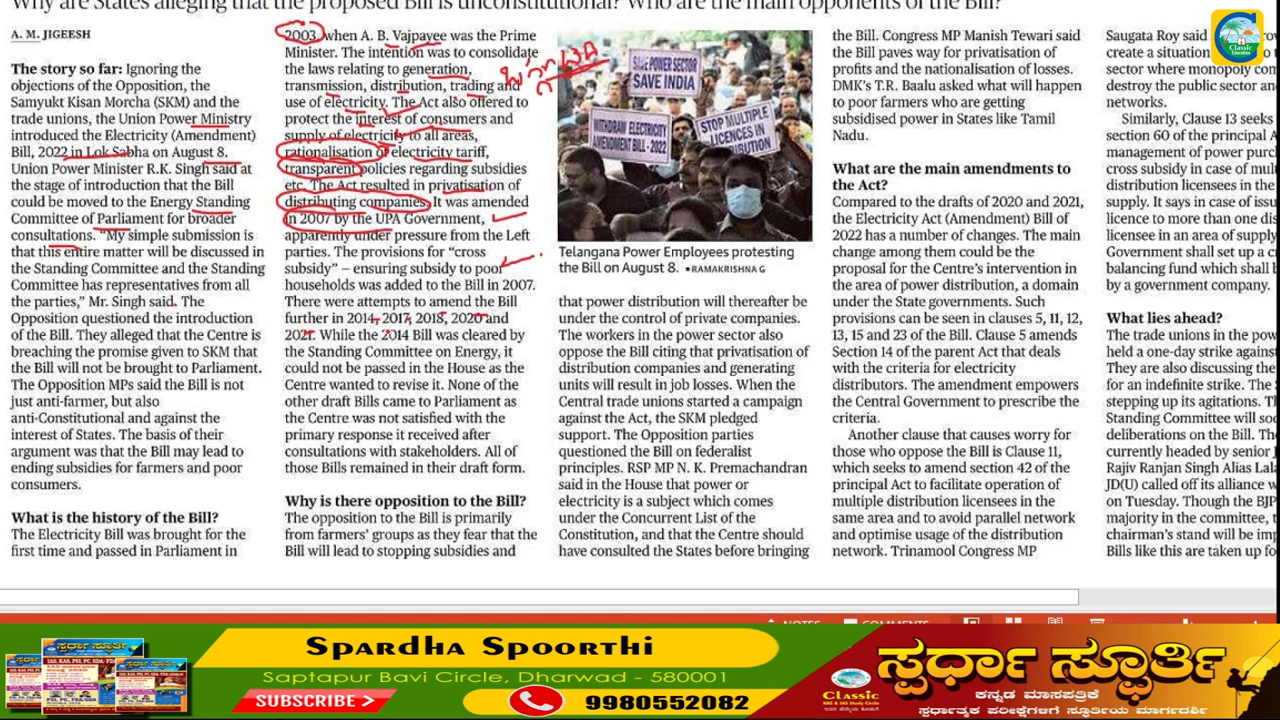 Why are States alleging that the proposed Bill is unconstitutional? Who are the main opponents of the Bill?
A. M. JIGEESH
The story so far: Ignoring the
objections of the Opposition, the
Samyukt Kisan Morcha (SKM) and the
trade unions, the Union Power Ministry
introduced the Electricity (Amendment)
Bill, 2022 in Lok Sabha on August 8.
Union Power Minister R.K. Singh said at
the stage of introduction that the Bill
could be moved to the Energy Standing
Committee of Parliament for broader
consultations. “My simple submission is
that this entire matter will be discussed in
the Standing Committee and the Standing
Committee has representatives from all
the parties,” Mr. Singh said. The
Opposition questioned the introduction
of the Bill. They alleged that the Centre is
breaching the promise given to SKM that
the Bill will not be brought to Parliament.
The Opposition MPs said the Bill is not
just anti-farmer, but also
anti-Constitutional and against the
interest of States. The basis of their
argument was that the Bill may lead to
ending subsidies for farmers and poor
consumers.
What is the history of the Bill?
The Electricity Bill was brought for the
first time and passed in Parliament in
2003, when A. B. Vajpayee was the Prime
Minister. The intention was to consolidate
the laws relating to generation,
transmission, distribution, trading and
use of electricity. The Act also offered to
protect the interest of consumers and
supply of electricity to all areas,
rationalisation of electricity tariff,
transparent policies regarding subsidies
etc. The Act resulted in privatisation of
distributing companies. It was amended
in 2007 by the UPA Government,
apparently under pressure from the Left
parties. The provisions for “cross
subsidy” – ensuring subsidy to poor
households was added to the Bill in 2007.
There were attempts to amend the Bill
further in 2014, 2017, 2018, 2020 and
2021. While the 2014 Bill was cleared by
the Standing Committee on Energy, it
could not be passed in the House as the
Centre wanted to revise it. None of the
other draft Bills came to Parliament as
the Centre was not satisfied with the
primary response it received after
consultations with stakeholders. All of
those Bills remained in their draft form.
Why is there opposition to the Bill?
The opposition to the Bill is primarily
from farmers’ groups as they fear that the
Bill will lead to stopping subsidies and
SAVE POWER SECTOR
SAVE INDIA
WITHDRAW ELECTRICITY
AMENDMENT BILL - 2022
STOP MULTIPLE
LICENCES IN
Telangana Power Employees protesting
the Bill on August 8. • RAMAKRISHNA G
that power distribution will thereafter be
under the control of private companies.
The workers in the power sector also
oppose the Bill citing that privatisation of
distribution companies and generating
units will result in job losses. When the
Central trade unions started a campaign
against the Act, the SKM pledged
support. The Opposition parties
questioned the Bill on federalist
principles. RSP MP N. K. Premachandran
said in the House that power or
electricity is a subject which comes
under the Concurrent List of the
Constitution, and that the Centre should
have consulted the States before bringing
the Bill. Congress MP Manish Tewari said
the Bill paves way for privatisation of
profits and the nationalisation of losses.
DMK’s T.R. Baalu asked what will happen
to poor farmers who are getting
subsidised power in States like Tamil
Nadu.
What are the main amendments to
the Act?
Compared to the drafts of 2020 and 2021,
the Electricity Act (Amendment) Bill of
2022 has a number of changes. The main
change among them could be the
proposal for the Centre’s intervention in
the area of power distribution, a domain
under the State governments. Such
provisions can be seen in clauses 5, 11, 12,
13, 15 and 23 of the Bill. Clause 5 amends
Section 14 of the parent Act that deals
with the criteria for electricity
distributors. The amendment empowers
the Central Government to prescribe the
criteria.
Another clause that causes worry for
those who oppose the Bill is Clause 11,
which seeks to amend section 42 of the
principal Act to facilitate operation of
multiple distribution licensees in the
same area and to avoid parallel network
and optimise usage of the distribution
network. Trinamool Congress MP
Saugata Roy said
create a situation
sector where monopoly
destroy the public sector
networks.
Similarly, Clause 13 seeks
section 60 of the principal
management of power
cross subsidy in case of
distribution licensees in the
supply. It says in case of
licence to more than one
licensee in an area of supply
Government shall set up a
balancing fund which shall
by a government company.
What lies ahead?
The trade unions in the
held a one-day strike
They are also discussing the
for an indefinite strike. The
stepping up its agitations.
Standing Committee will
deliberations on the Bill.
currently headed by senior
Rajiv Ranjan Singh Alias
JD(U) called off its alliance
on Tuesday. Though the
majority in the committee,
chairman’s stand will be
Bills like this are taken up
Classic
Education
NOTES
COMMENTS
SPARDHA SPOORTHI
Saptapur Bavi Circle, Dharwad - 580001
SUBSCRIBE
9980552082
Classic
ಸ್ಪರ್ಧಾ ಸ್ಫೂರ್ತಿ
ಕನ್ನಡ ಮಾಸಪತ್ರಿಕೆ
ಸ್ಪರ್ಧಾತ್ಮಕ ಪರೀಕ್ಷೆಗಳಿಗೆ ಸ್ಫೂರ್ತಿಯ ಮಾರ್ಗದರ್ಶಿ